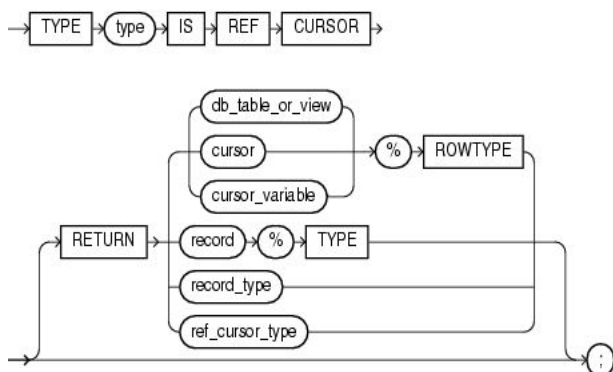 TYPE type IS REF CURSOR
db_table_or_view
cursor % ROWTYPE
cursor_variable
RETURN record % TYPE
record_type
ref_cursor_type
;